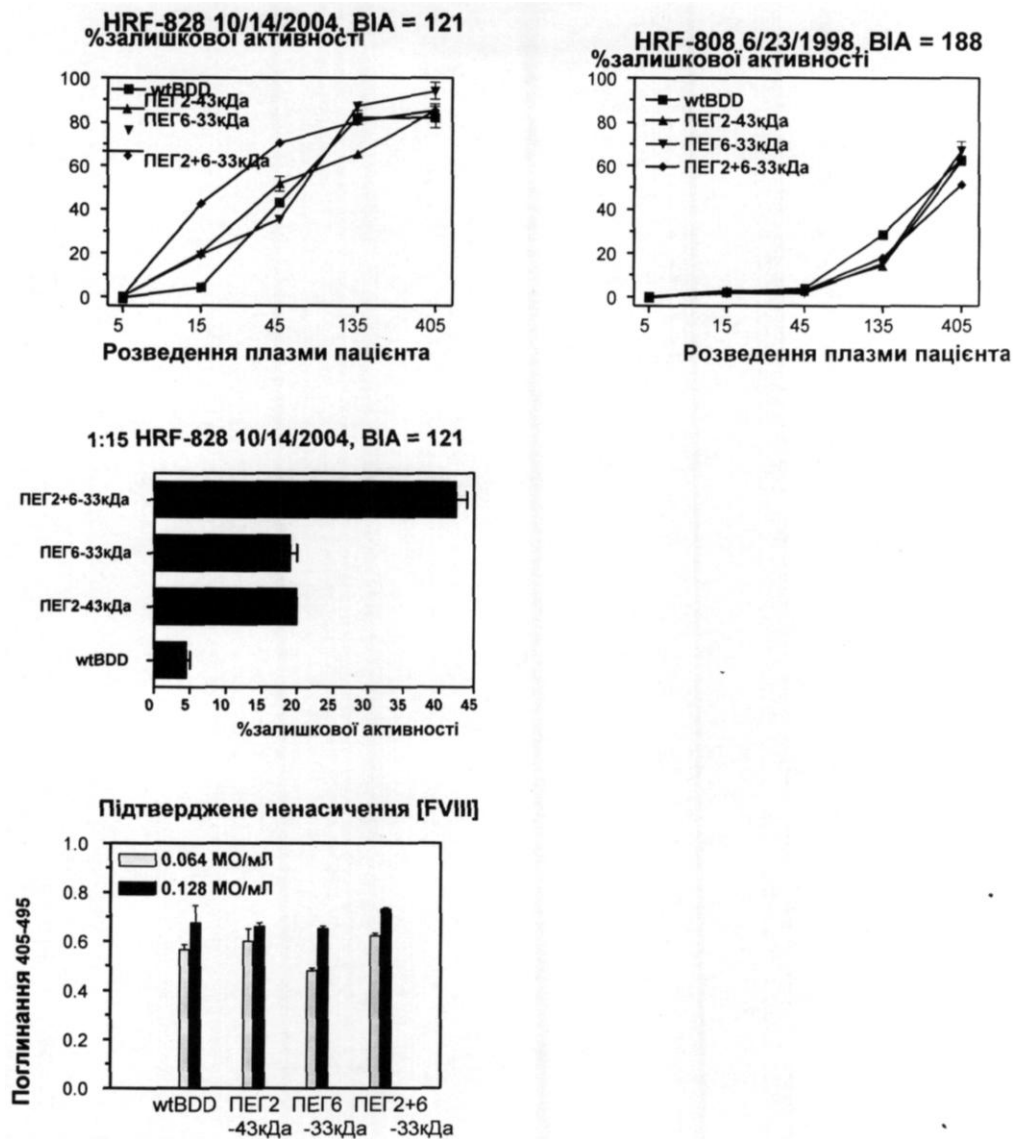 HRF-828 10/14/2004, BIA = 121
%залишкової активності
100
80
60
40
20
0
wtBDD
ПЕГ2-43кДа
ПЕГ6-33кДа
ПЕГ2+6-33кДа
5 15 45 135 405
Розведення плазми пацієнта
HRF-808 6/23/1998, BIA = 188
%залишкової активності
100
80
60
40
20
0
wtBDD
ПЕГ2-43кДа
ПЕГ6-33кДа
ПЕГ2+6-33кДа
5 15 45 135 405
Розведення плазми пацієнта
1:15 HRF-828 10/14/2004, BIA = 121
ПЕГ2+6-33кДа
ПЕГ6-33кДа
ПЕГ2-43кДа
wtBDD
0 5 10 15 20 25 30 35 40 45
%залишкової активності
Підтверджене ненасичення [FVIII]
Поглинання 405-495
1.0
0.8
0.6
0.4
0.2
0.0
0.064 МО/мЛ
0.128 МО/мЛ
wtBDD ПЕГ2 ПЕГ6 ПЕГ2+6
-43кДа -33кДа -33кДа